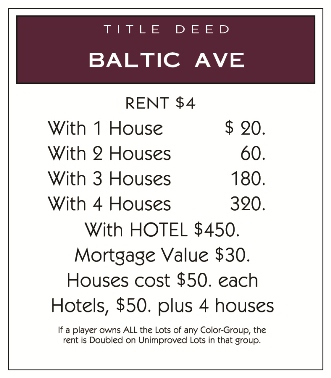 TITLE DEED
BALTIC AVE
RENT $4
With 1 House $ 20.
With 2 Houses 60.
With 3 Houses 180.
With 4 Houses 320.
With HOTEL $450.
Mortgage Value $30.
Houses cost $50. each
Hotels, $50. plus 4 houses
If a player owns ALL the Lots of any Color-Group, the
rent is Doubled on Unimproved Lots in that group.